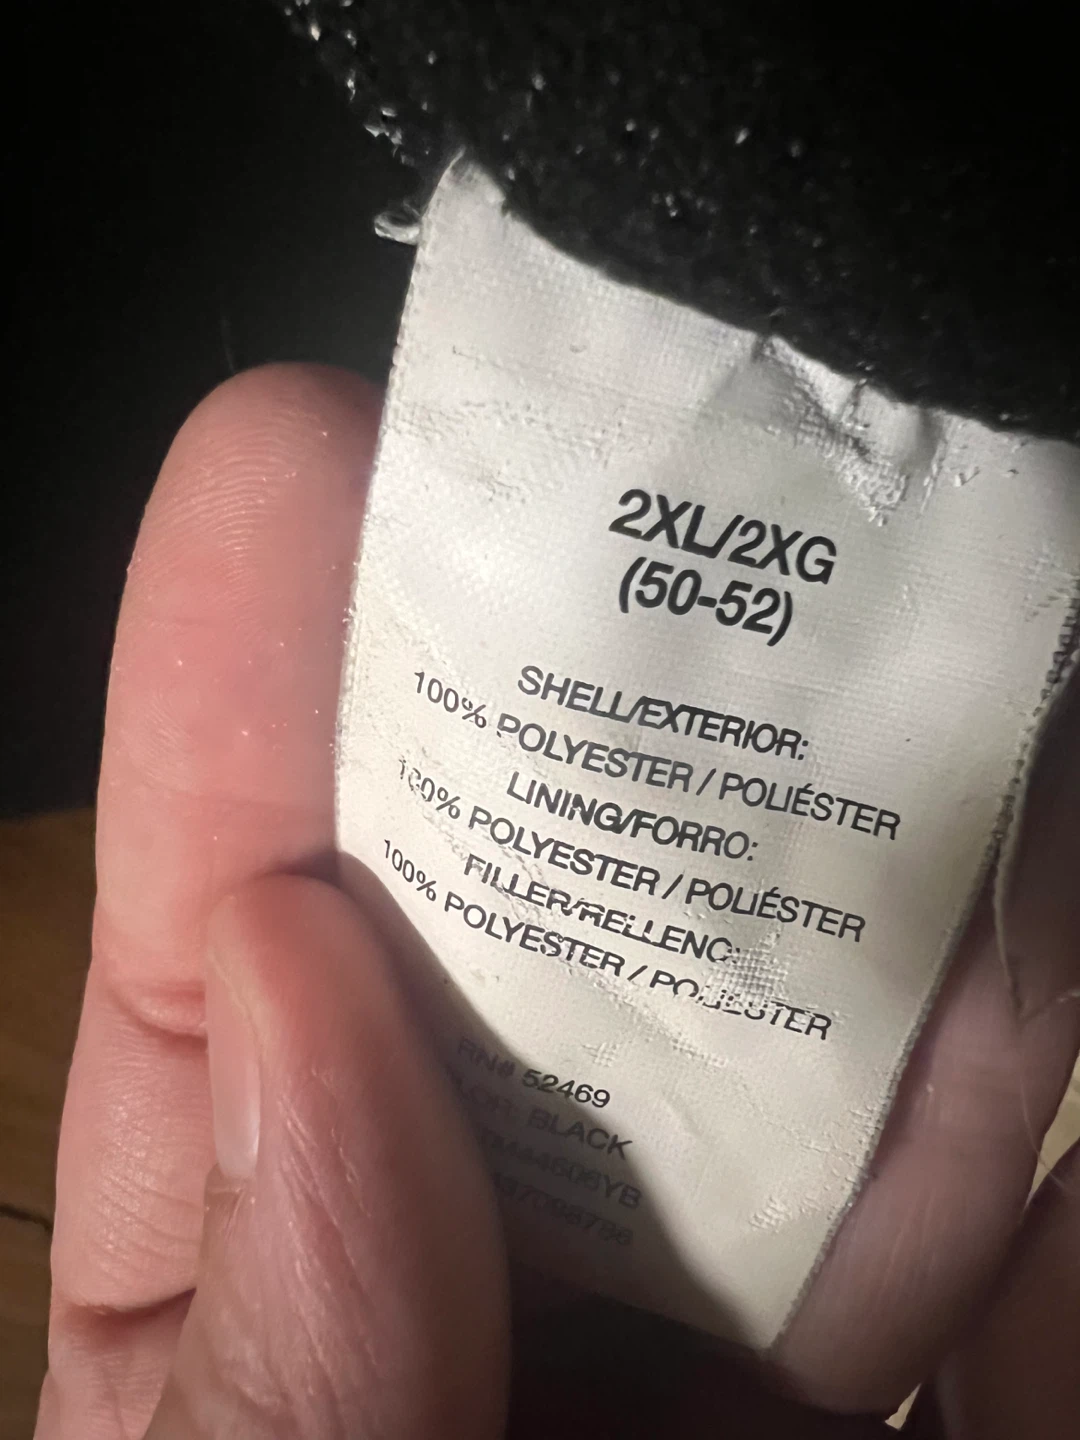 2XL/2XG
(50-52)
SHELL/EXTERIOR:
100% POLYESTER / POLIÉSTER
LINING/FORRO:
100% POLYESTER / POLIÉSTER
FILLER/RELLENO:
100% POLYESTER / POLIÉSTER
RN# 52469
BLACK